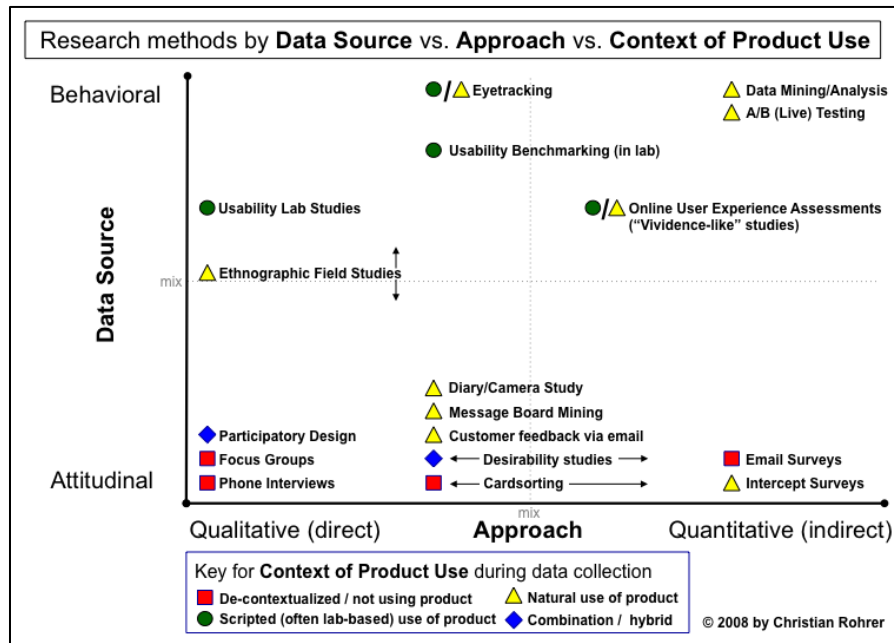 Research methods by Data Source vs. Approach vs. Context of Product Use
Behavioral
/ Eyetracking
Data Mining/Analysis
A/B (Live) Testing
Usability Benchmarking (in lab)
Usability Lab Studies
/ Online User Experience Assessments
("Vividence-like" studies)
Data Source
Ethnographic Field Studies
mix
Diary/Camera Study
Message Board Mining
Participatory Design
Customer feedback via email
Focus Groups
Desirability studies
Email Surveys
Attitudinal
Phone Interviews
Cardsorting
Intercept Surveys
mix
Qualitative (direct)
Approach
Quantitative (indirect)
Key for Context of Product Use during data collection
De-contextualized / not using product
Natural use of product
Scripted (often lab-based) use of product
Combination / hybrid
© 2008 by Christian Rohrer